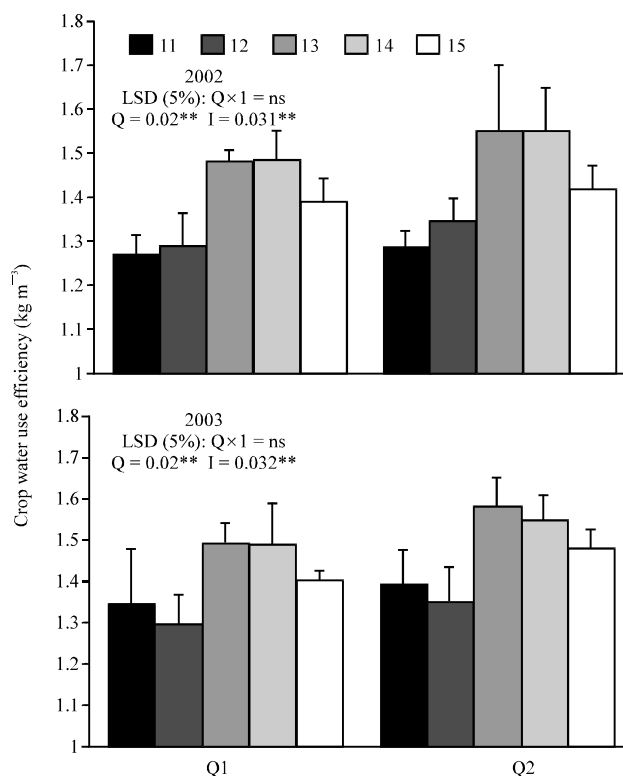 1.8
11 12 13 14 15
1.7
2002
LSD (5%): Q×1 = ns
1.6
Q = 0.02** I = 0.031**
1.5
1.4
1.3
1.2
1.1
1
Crop water use efficiency (kg m⁻³)
1.8
2003
LSD (5%): Q×1 = ns
1.7
Q = 0.02** I = 0.032**
1.6
1.5
1.4
1.3
1.2
1.1
1
Q1 Q2